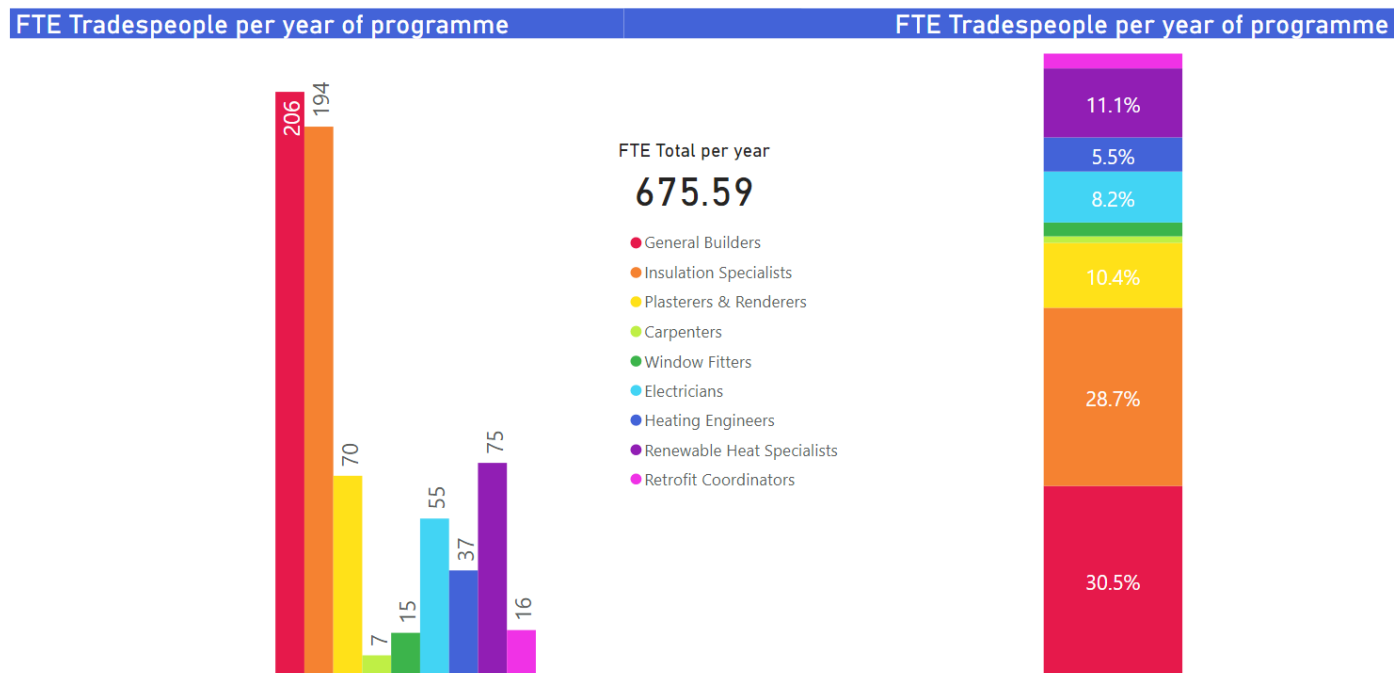 FTE Tradespeople per year of programme
FTE Tradespeople per year of programme
206
194
70
7
15
55
37
75
16
FTE Total per year
675.59
General Builders
Insulation Specialists
Plasterers & Renderers
Carpenters
Window Fitters
Electricians
Heating Engineers
Renewable Heat Specialists
Retrofit Coordinators
11.1%
5.5%
8.2%
10.4%
28.7%
30.5%